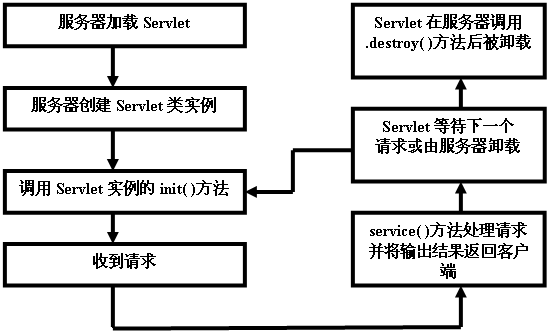 服务器加载 Servlet
服务器创建 Servlet 类实例
调用 Servlet 实例的 init( )方法
收到请求
service( )方法处理请求
并将输出结果返回客户
端
Servlet 等待下一个
请求或由服务器卸载
Servlet 在服务器调用
.destroy( )方法后被卸载